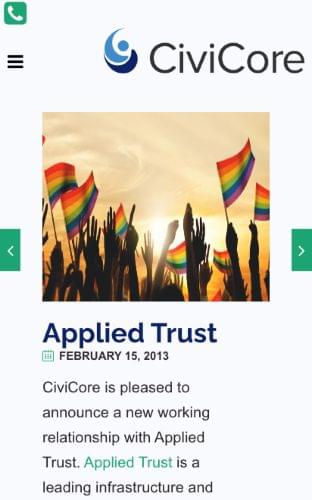 CiviCore
Applied Trust
FEBRUARY 15, 2013
CiviCore is pleased to
announce a new working
relationship with Applied
Trust. Applied Trust is a
leading infrastructure and